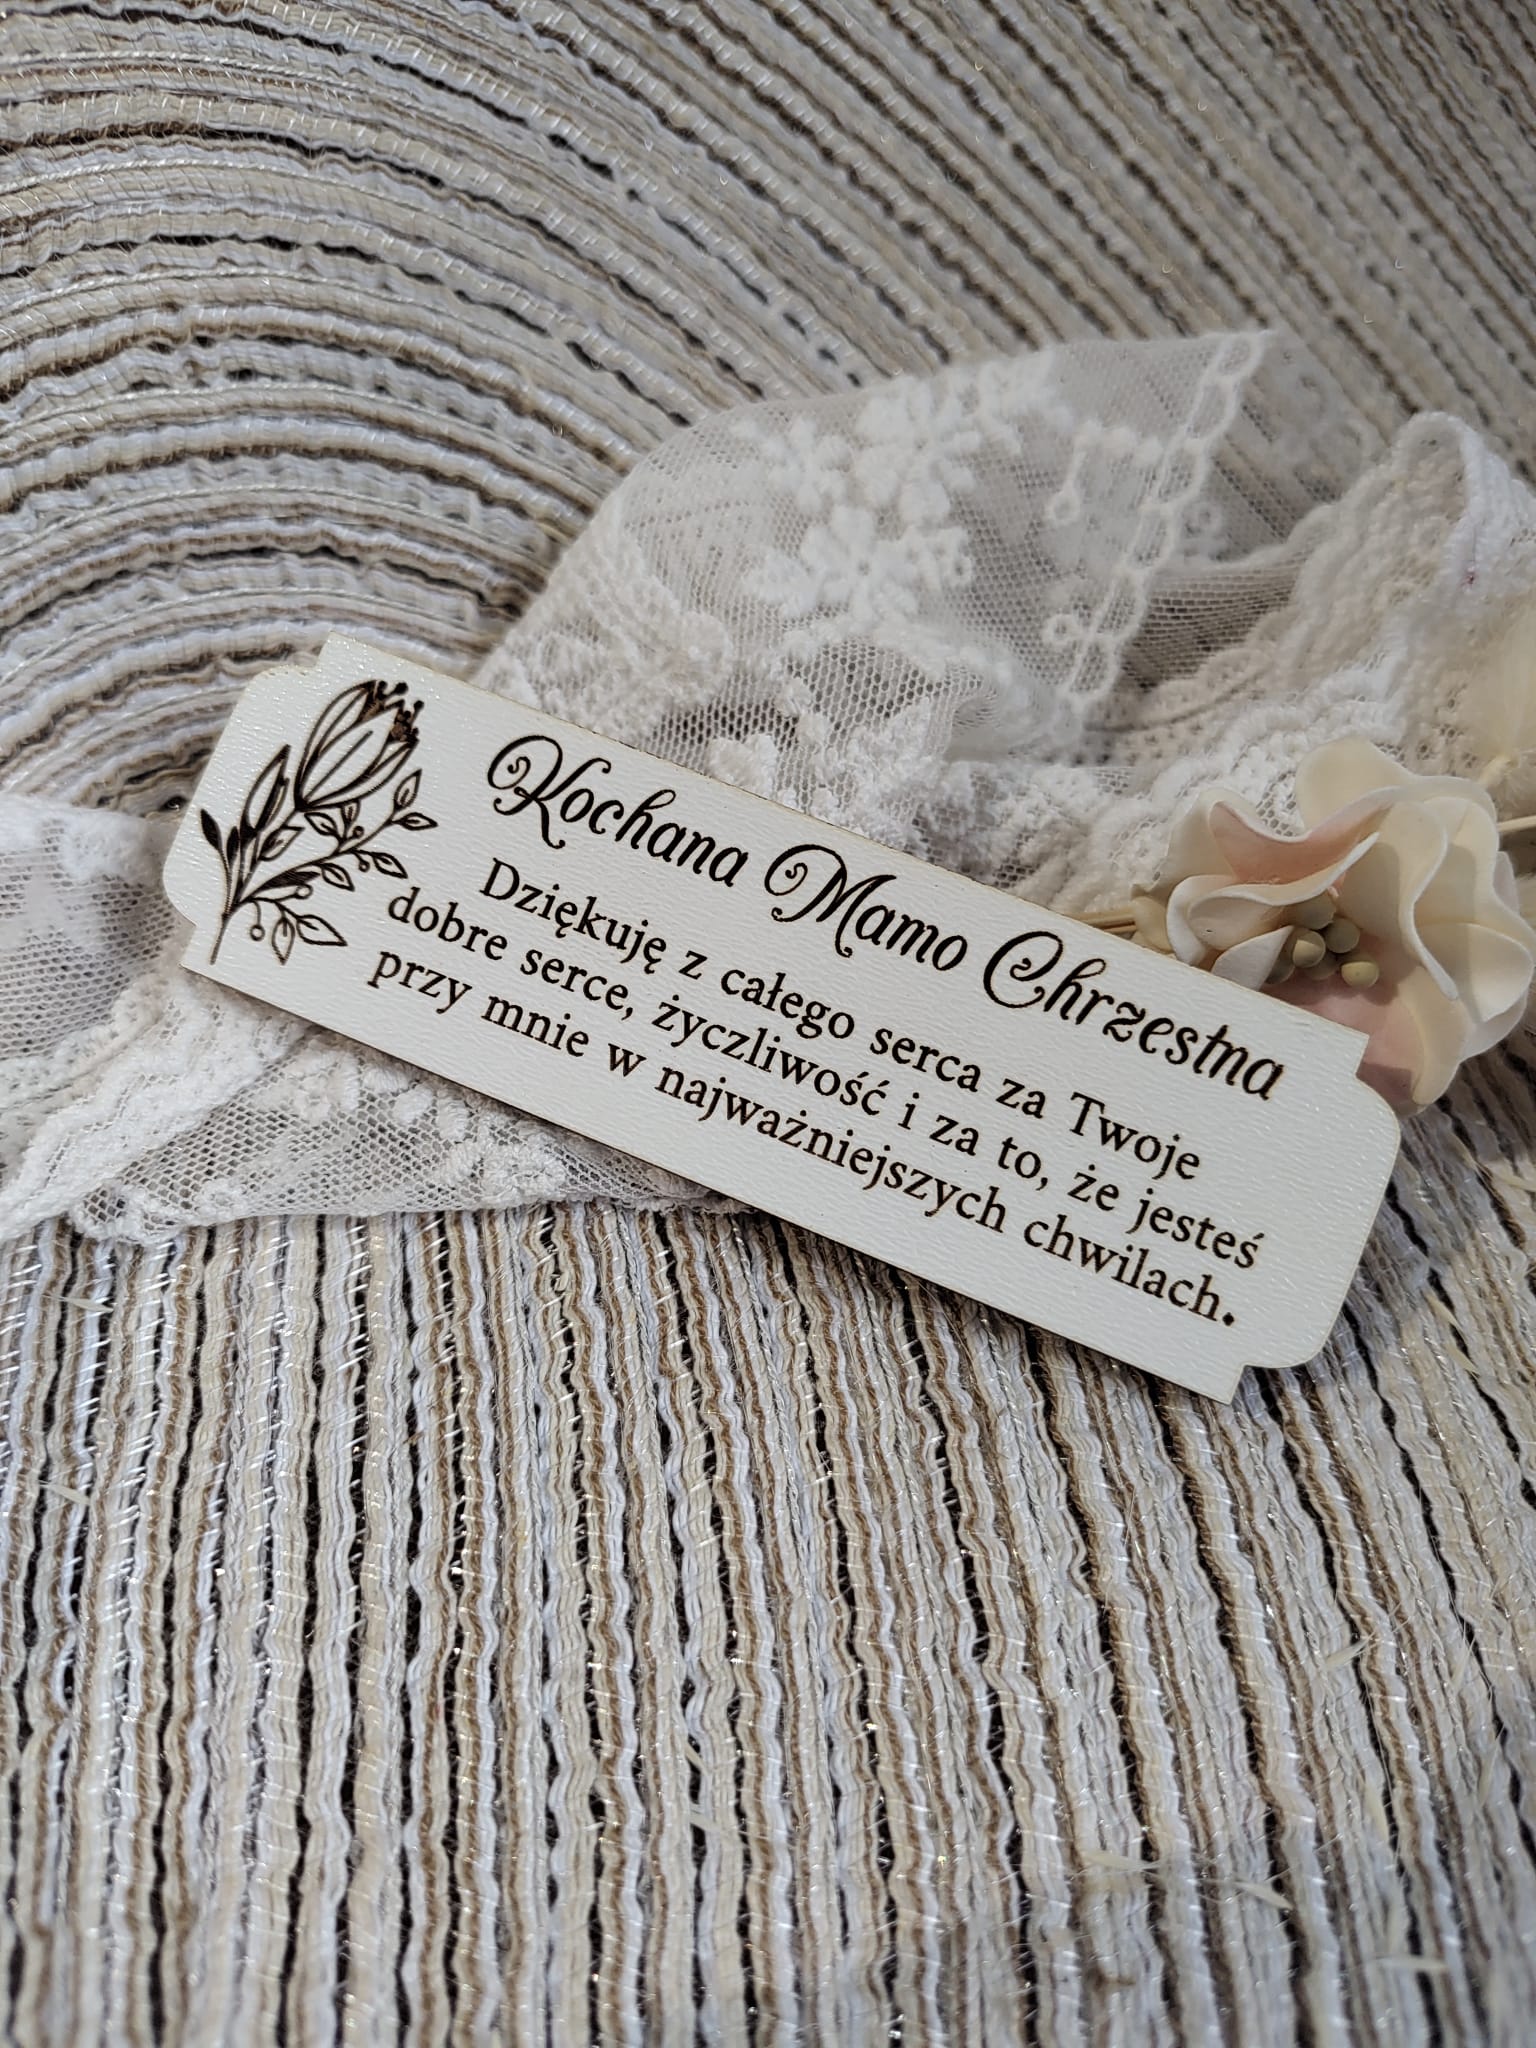 Kochana Mamo Chrzestna
Dziękuję z całego serca za Twoje
dobre serce, życzliwość i za to, że jesteś
przy mnie w najważniejszych chwilach.